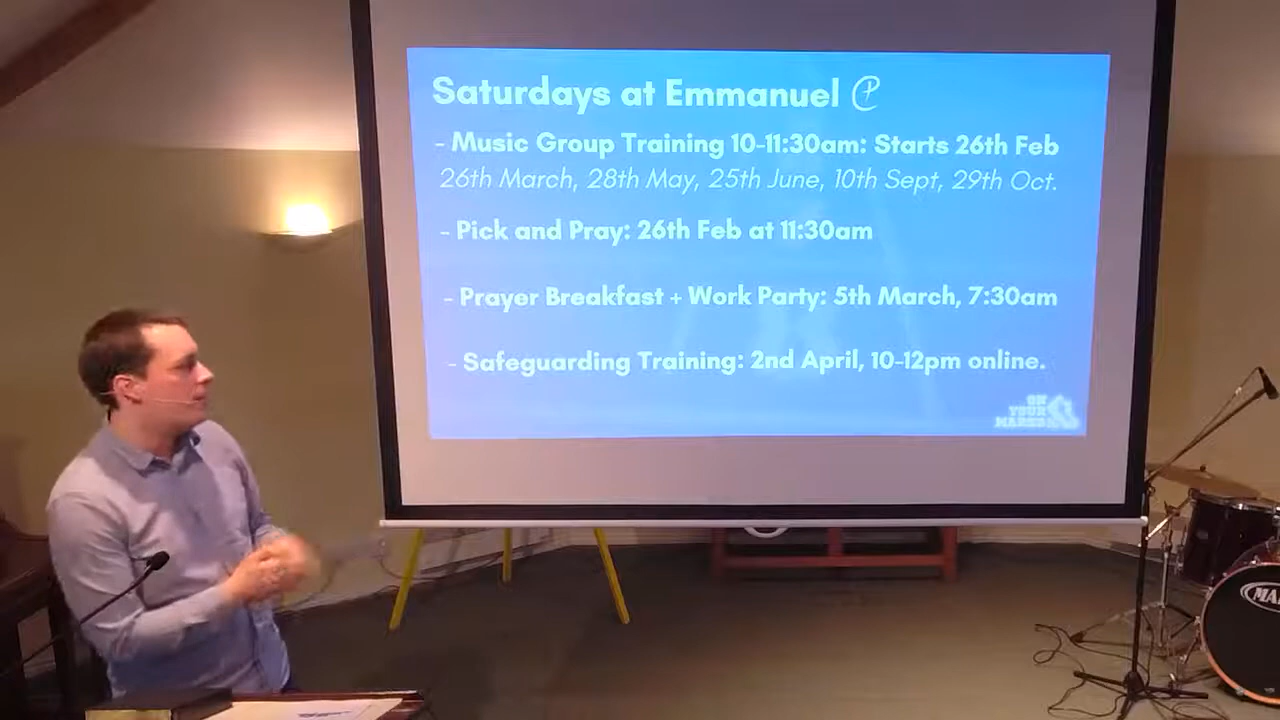 Saturdays at Emmanuel
- Music Group Training 10-11:30am: Starts 26th Feb
26th March, 28th May, 25th June, 10th Sept, 29th Oct.
- Pick and Pray: 26th Feb at 11:30am
- Prayer Breakfast + Work Party: 5th March, 7:30am
- Safeguarding Training: 2nd April, 10-12pm online.
ON
YOUR
MARKS